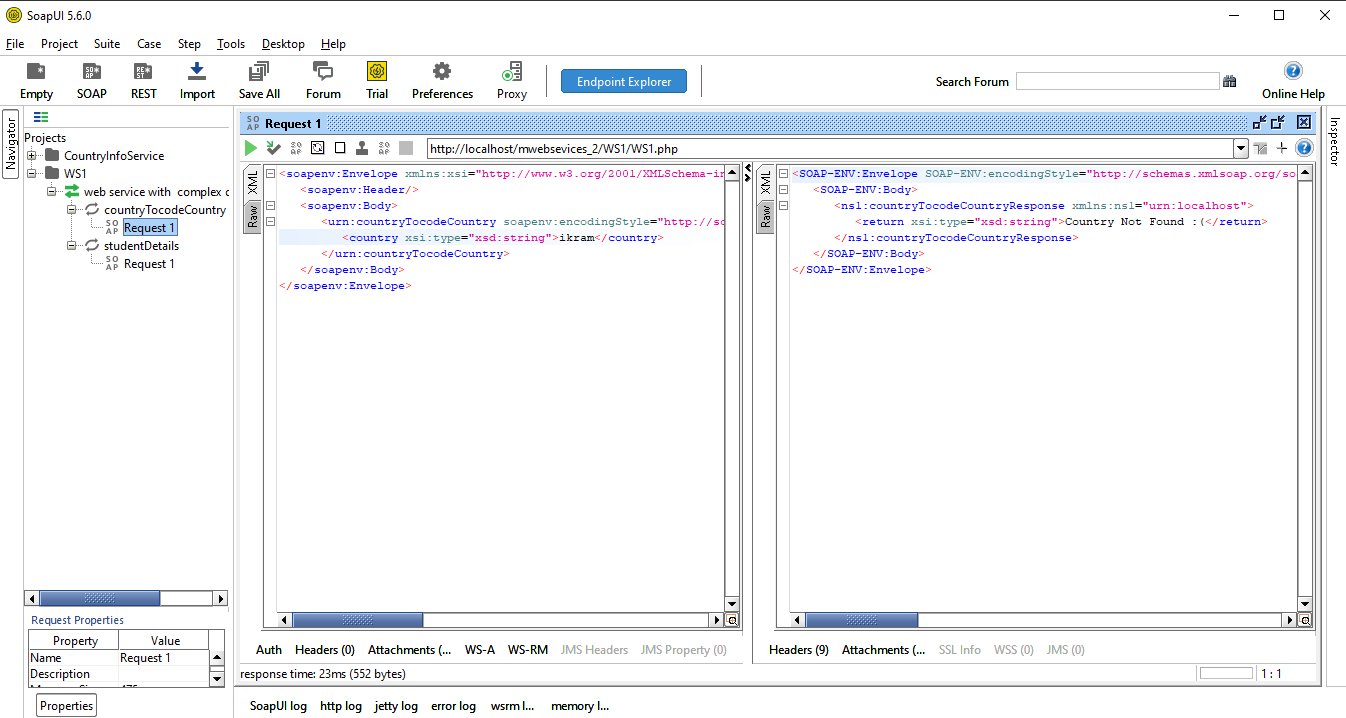 SoapUI 5.6.0
File Project Suite Case Step Tools Desktop Help
Empty SOAP REST Import Save All Forum Trial Preferences Proxy Endpoint Explorer Search Forum Online Help
Navigator
Projects
CountryInfoService
WS1
web service with complex c
countryTocodeCountry
Request 1
studentDetails
Request 1
Request Properties
Property Value
Name Request 1
Description
Properties
Request 1
http://localhost/mwebsevices_2/WS1/WS1.php
XML
Raw
<soapenv:Envelope xmlns:xsi="http://www.w3.org/2001/XMLSchema-in
<soapenv:Header/>
<soapenv:Body>
<urn:countryTocodeCountry soapenv:encodingStyle="http://sc
<country xsi:type="xsd:string">ikram</country>
</urn:countryTocodeCountry>
</soapenv:Body>
</soapenv:Envelope>
Auth Headers (0) Attachments (... WS-A WS-RM JMS Headers JMS Property (0)
XML
Raw
<SOAP-ENV:Envelope SOAP-ENV:encodingStyle="http://schemas.xmlsoap.org/so
<SOAP-ENV:Body>
<ns1:countryTocodeCountryResponse xmlns:ns1="urn:localhost">
<return xsi:type="xsd:string">Country Not Found :(</return>
</ns1:countryTocodeCountryResponse>
</SOAP-ENV:Body>
</SOAP-ENV:Envelope>
Headers (9) Attachments (... SSL Info WSS (0) JMS (0)
response time: 23ms (552 bytes)
1 : 1
Inspector
SoapUI log http log jetty log error log wsrm l... memory l...